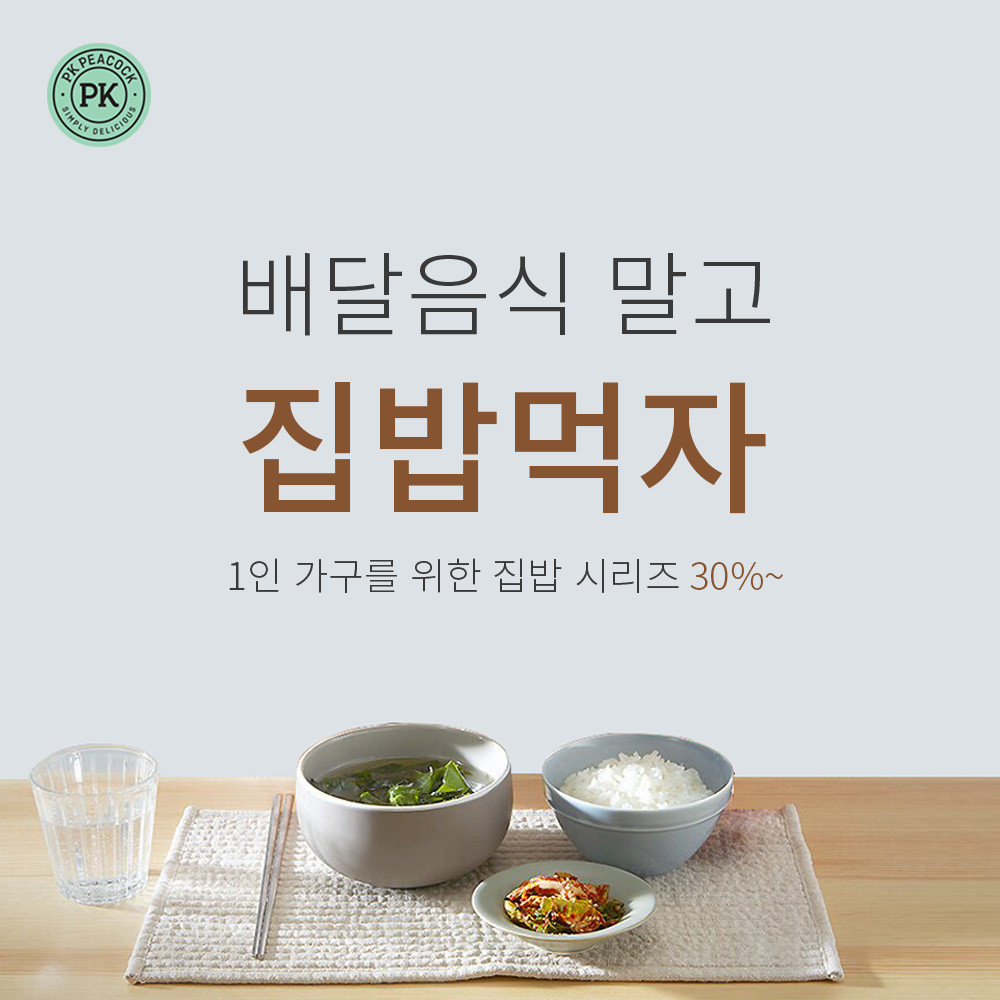 PK PEACOCK
PK
SIMPLY DELICIOUS
배달음식 말고
집밥먹자
1인 가구를 위한 집밥 시리즈 30%~